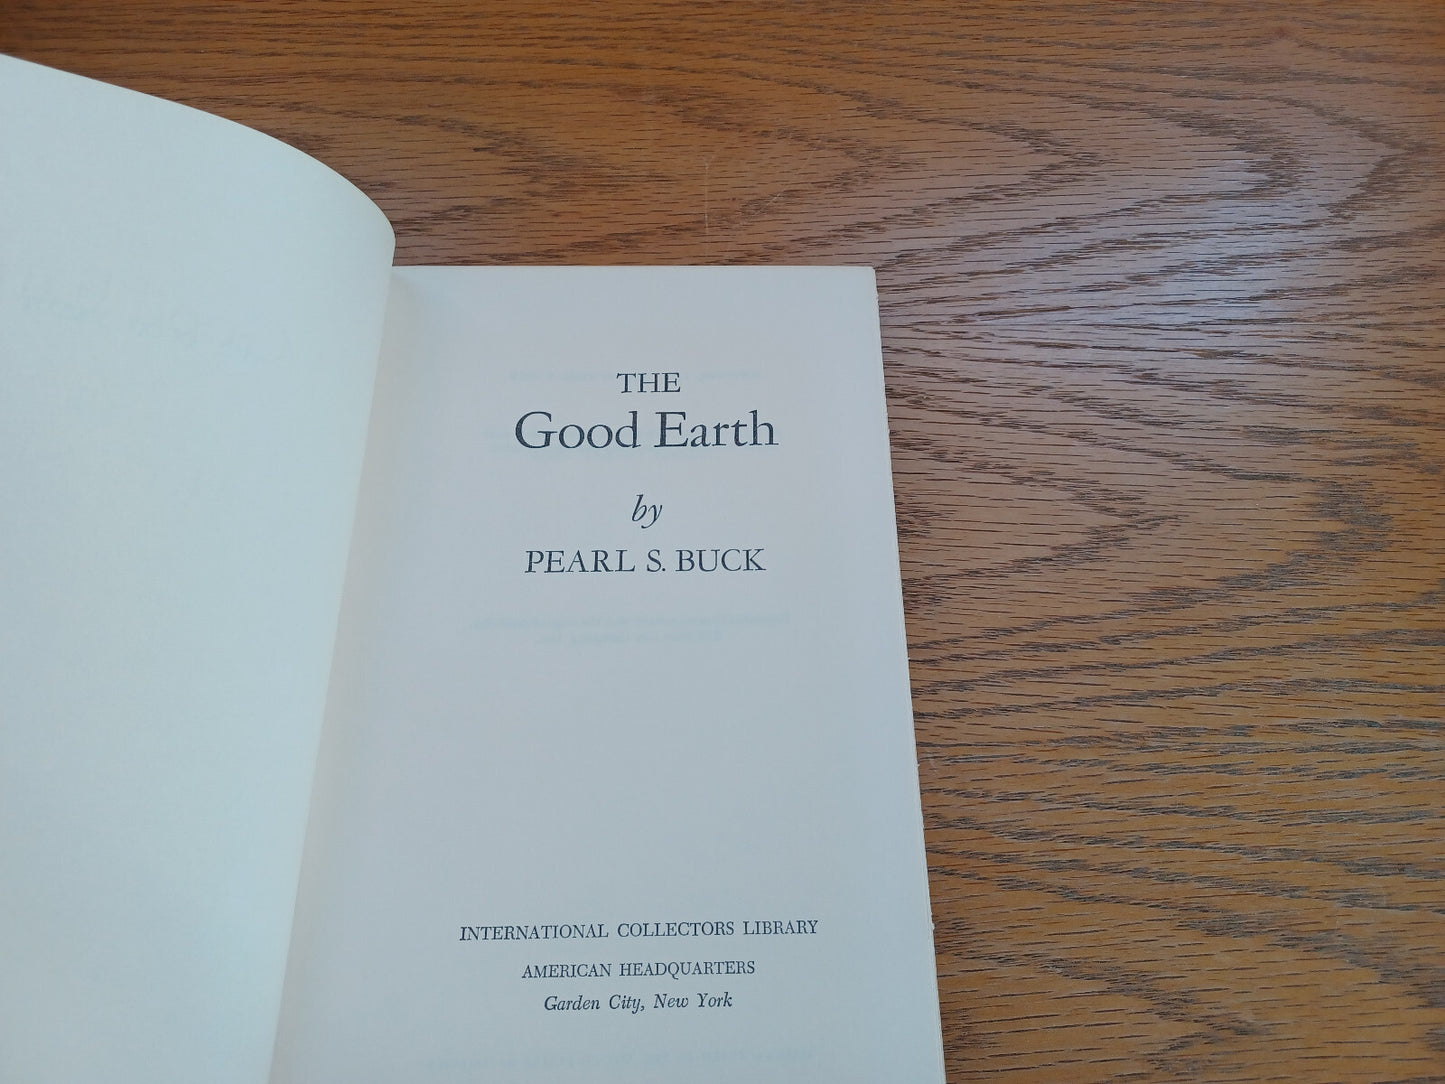 THE
Good Earth
by
PEARL S. BUCK
INTERNATIONAL COLLECTORS LIBRARY
AMERICAN HEADQUARTERS
Garden City, New York